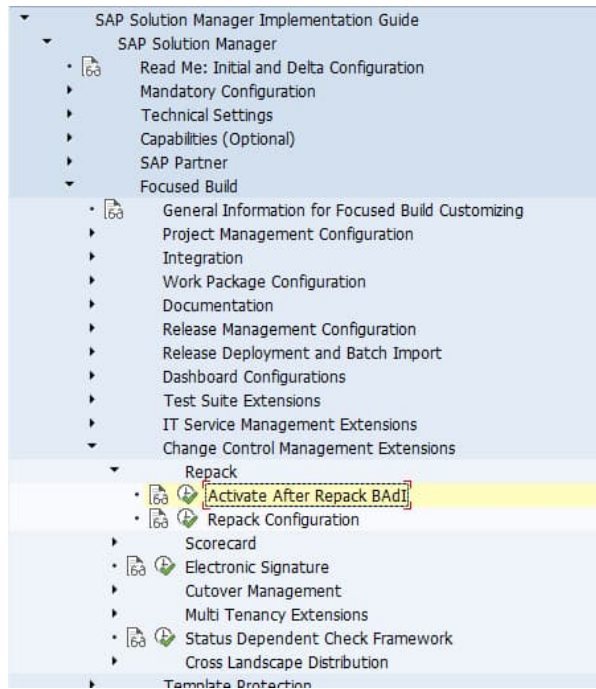 SAP Solution Manager Implementation Guide
SAP Solution Manager
Read Me: Initial and Delta Configuration
Mandatory Configuration
Technical Settings
Capabilities (Optional)
SAP Partner
Focused Build
General Information for Focused Build Customizing
Project Management Configuration
Integration
Work Package Configuration
Documentation
Release Management Configuration
Release Deployment and Batch Import
Dashboard Configurations
Test Suite Extensions
IT Service Management Extensions
Change Control Management Extensions
Repack
Activate After Repack BAdI
Repack Configuration
Scorecard
Electronic Signature
Cutover Management
Multi Tenancy Extensions
Status Dependent Check Framework
Cross Landscape Distribution
Template Protection